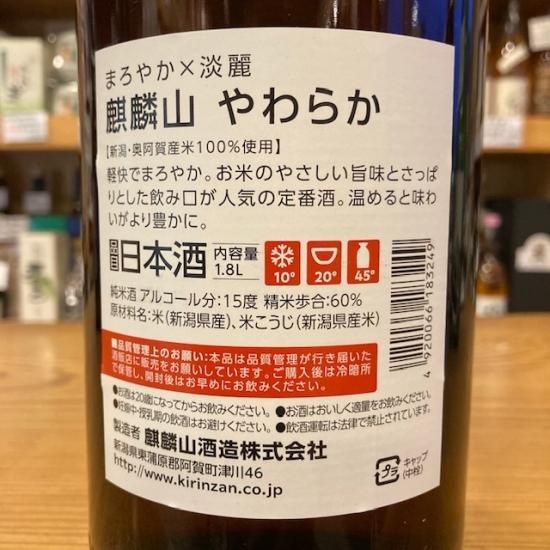 まろやか×淡麗
麒麟山 やわらか
【新潟・奥阿賀産米100%使用】
軽快でまろやか。お米のやさしい旨味とさっぱ
りとした飲み口が人気の定番酒。温めると味わ
いがより豊かに。
日本酒 内容量 1.8L 10° 20° 45°
純米酒 アルコール分:15度 精米歩合:60%
原材料名:米(新潟県産)、米こうじ(新潟県産米)
■品質管理上のお願い:本品は品質管理が行き届いた
酒販店に販売をお願いしています。ご購入後は冷暗所
で保管し、開封後はお早めにお飲みください。
●お酒は20歳になってからお飲みください。 ●お酒はおいしく適量をお飲みください。
●妊娠中・授乳期の飲酒はお避けください。 ●飲酒運転は法律で禁止されています。
製造者 麒麟山酒造株式会社
新潟県東蒲原郡阿賀町津川46
http://www.kirinzan.co.jp
プラ キャップ
(中栓)
4 920066 183249